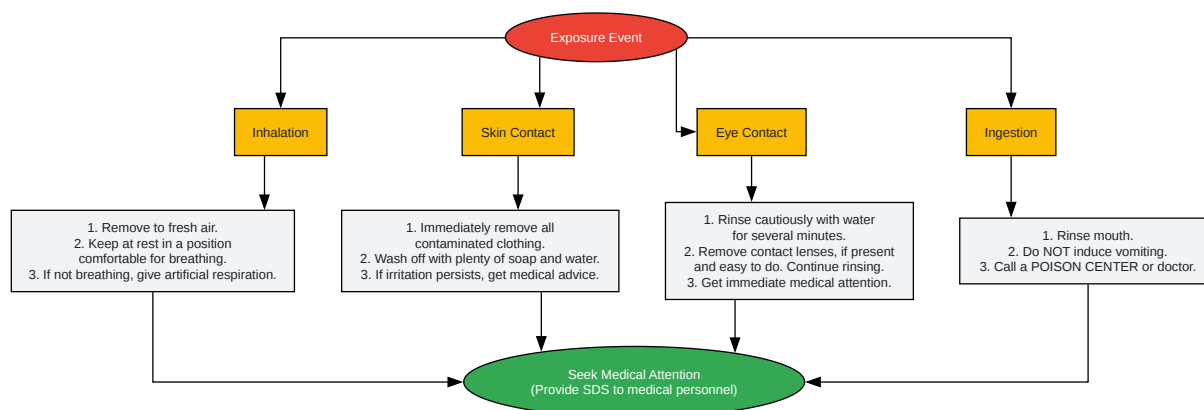 Exposure Event
Inhalation
Skin Contact
Eye Contact
Ingestion
1. Remove to fresh air.
2. Keep at rest in a position
comfortable for breathing.
3. If not breathing, give artificial respiration.
1. Immediately remove all
contaminated clothing.
2. Wash off with plenty of soap and water.
3. If irritation persists, get medical advice.
1. Rinse cautiously with water
for several minutes.
2. Remove contact lenses, if present
and easy to do. Continue rinsing.
3. Get immediate medical attention.
1. Rinse mouth.
2. Do NOT induce vomiting.
3. Call a POISON CENTER or doctor.
Seek Medical Attention
(Provide SDS to medical personnel)